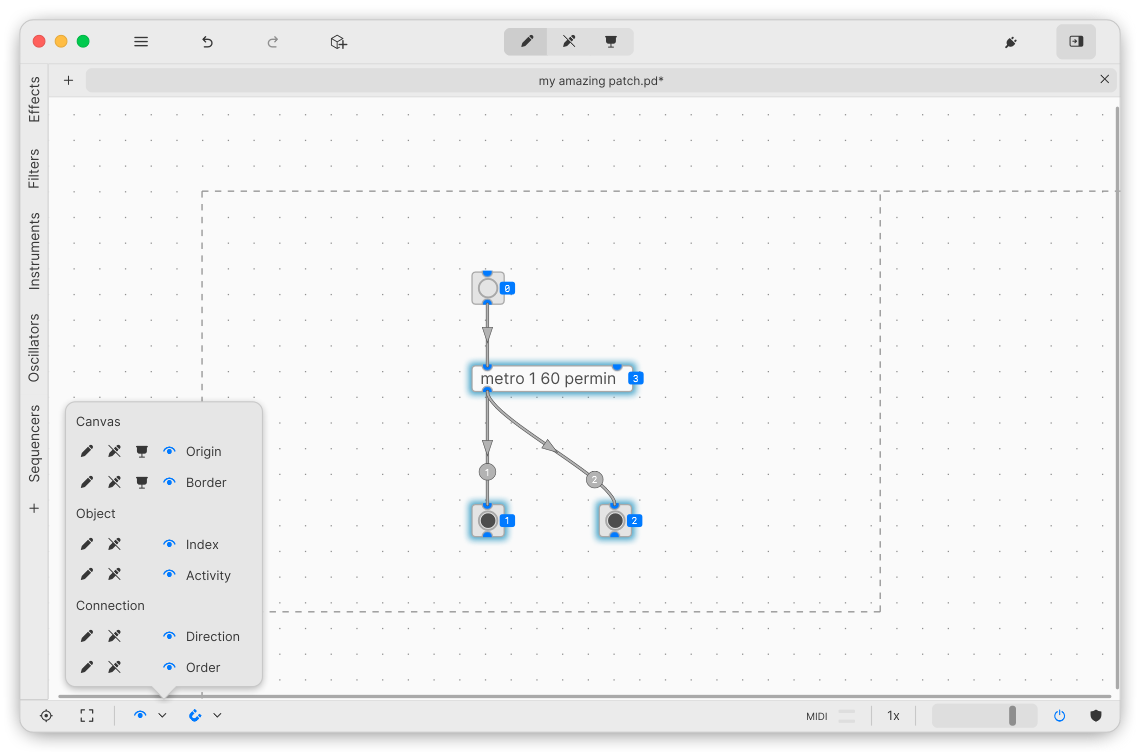 my amazing patch.pd*
Effects
Filters
Instruments
Oscillators
Sequencers
0
metro 1 60 permin
3
1
2
1
2
Canvas
Origin
Border
Object
Index
Activity
Connection
Direction
Order
MIDI
1x